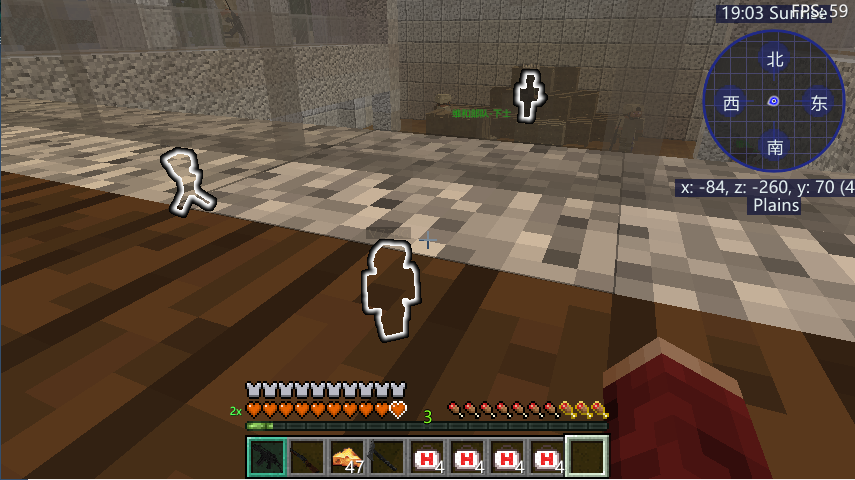 19:03 Sunrise
FPS: 59
北
西
东
南
x: -84, z: -260, y: 70 (4
Plains
2x
3
47
H
4
H
4
H
4
H
4